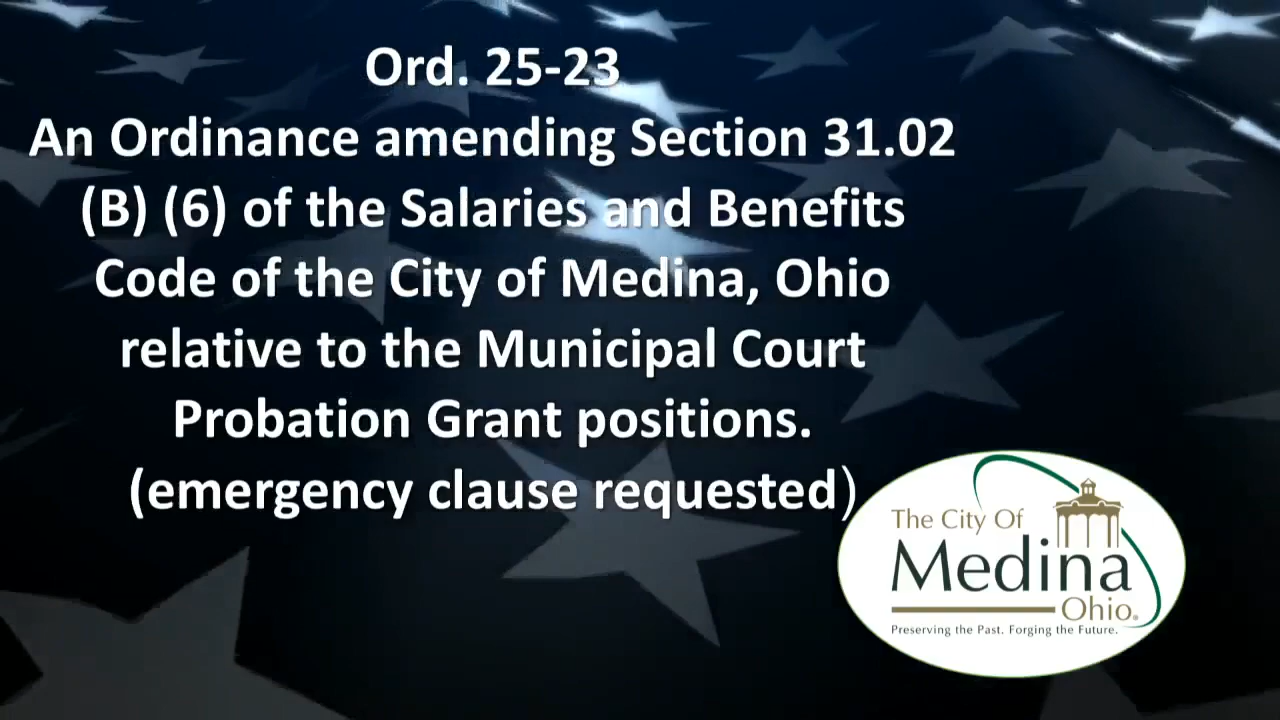 Ord. 25-23
An Ordinance amending Section 31.02
(B) (6) of the Salaries and Benefits
Code of the City of Medina, Ohio
relative to the Municipal Court
Probation Grant positions.
(emergency clause requested)
The City Of
Medina
Ohio®
Preserving the Past. Forging the Future.